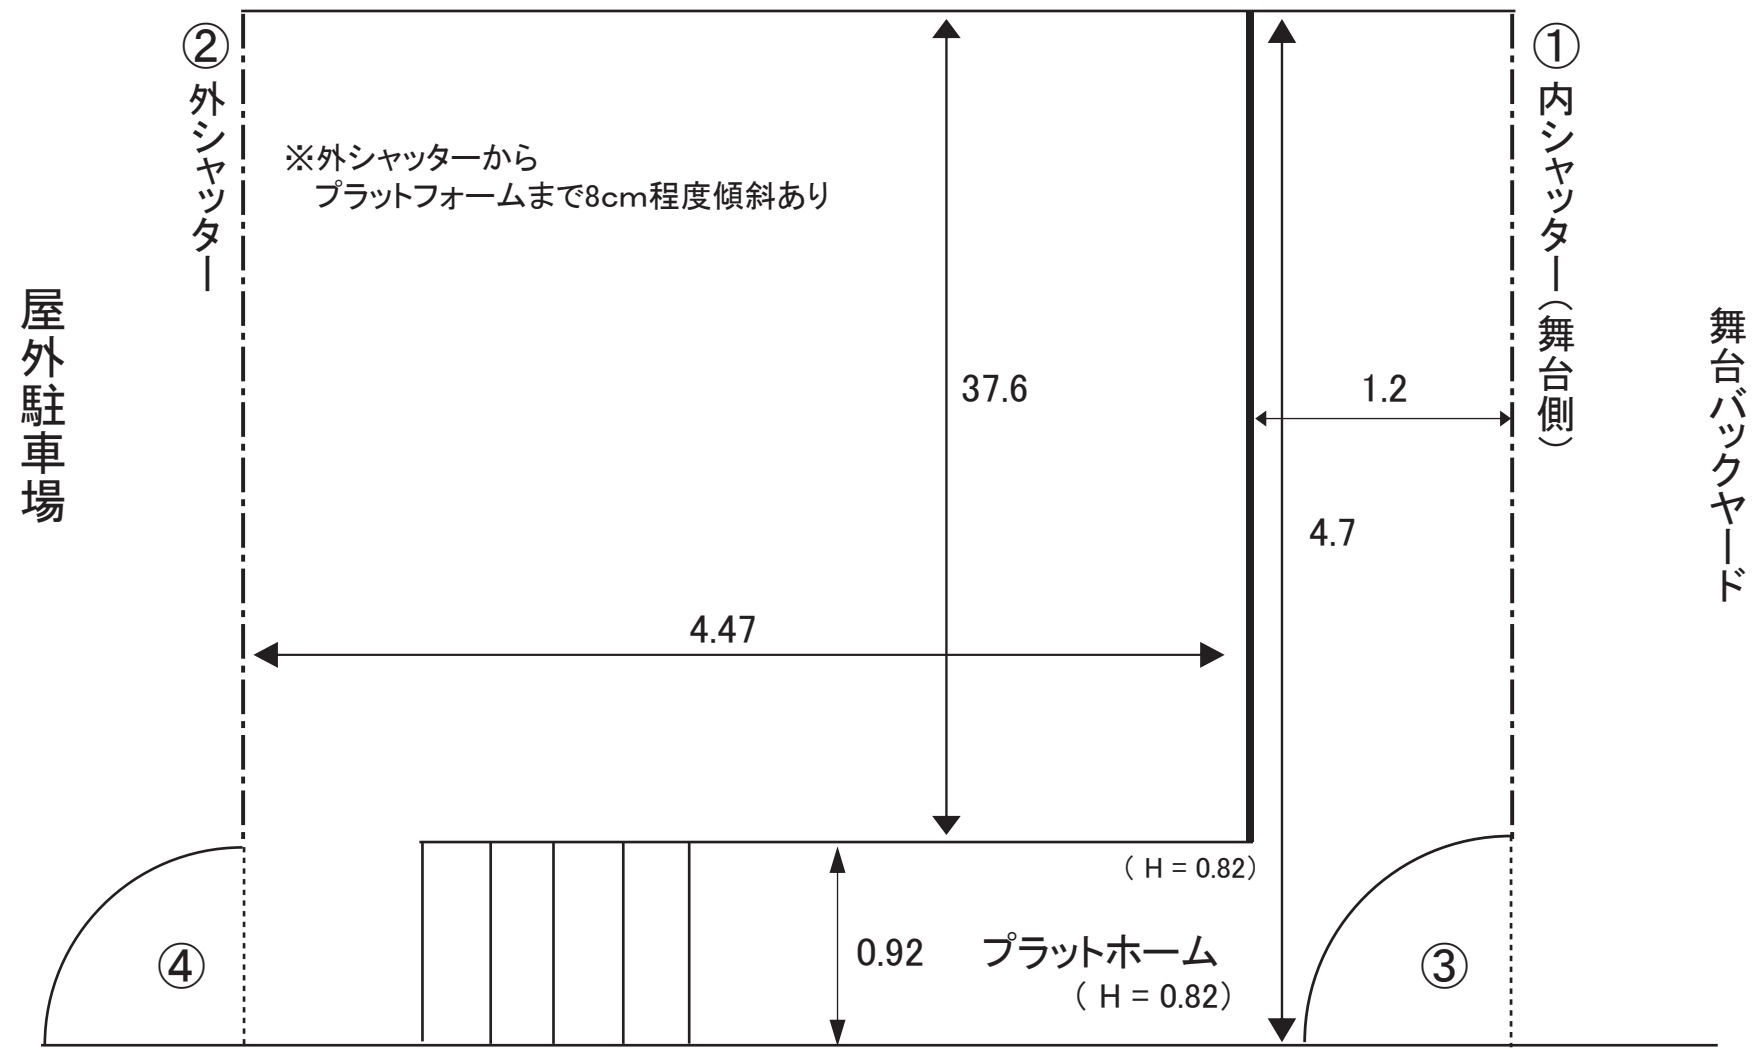 ②外シャッター
①内シャッター（舞台側）
※外シャッターから
プラットフォームまで8cm程度傾斜あり
屋外駐車場
舞台バックヤード
37.6
1.2
4.7
4.47
（ H = 0.82）
0.92
プラットホーム
（ H = 0.82）
④
③